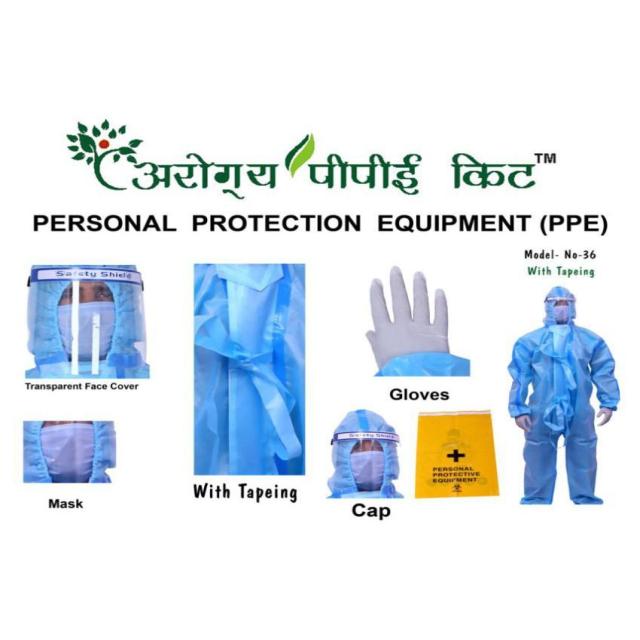 अरोग्य पीपीई किट™
PERSONAL PROTECTION EQUIPMENT (PPE)
Model- No-36
With Tapeing
Safety Shield
Transparent Face Cover
Gloves
Safety Shield
PERSONAL
PROTECTIVE
EQUIPMENT
Mask
With Tapeing
Cap